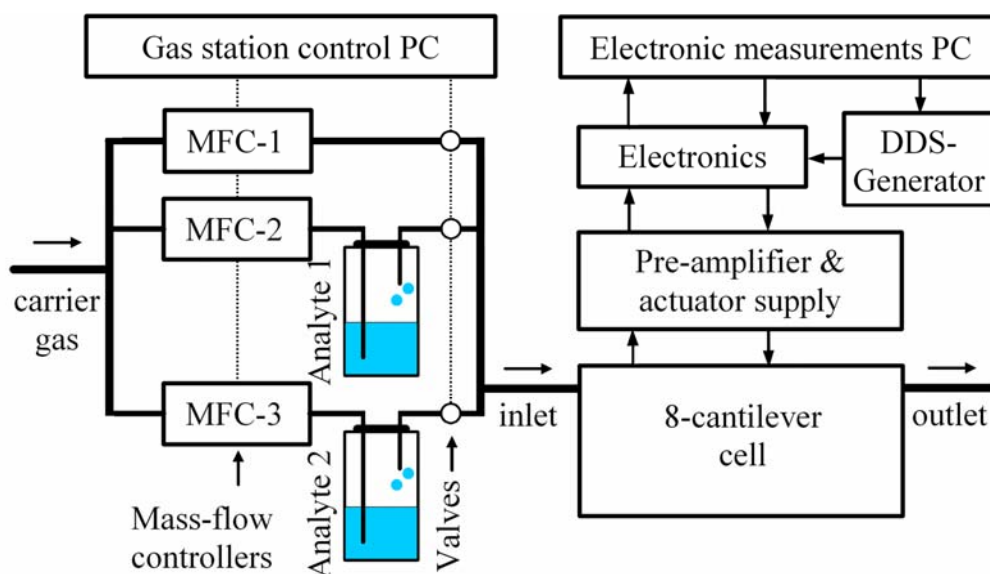 Gas station control PC
Electronic measurements PC
MFC-1
MFC-2
MFC-3
carrier
gas
Analyte 1
Analyte 2
Mass-flow
controllers
Valves
inlet
Electronics
DDS-
Generator
Pre-amplifier &
actuator supply
8-cantilever
cell
outlet